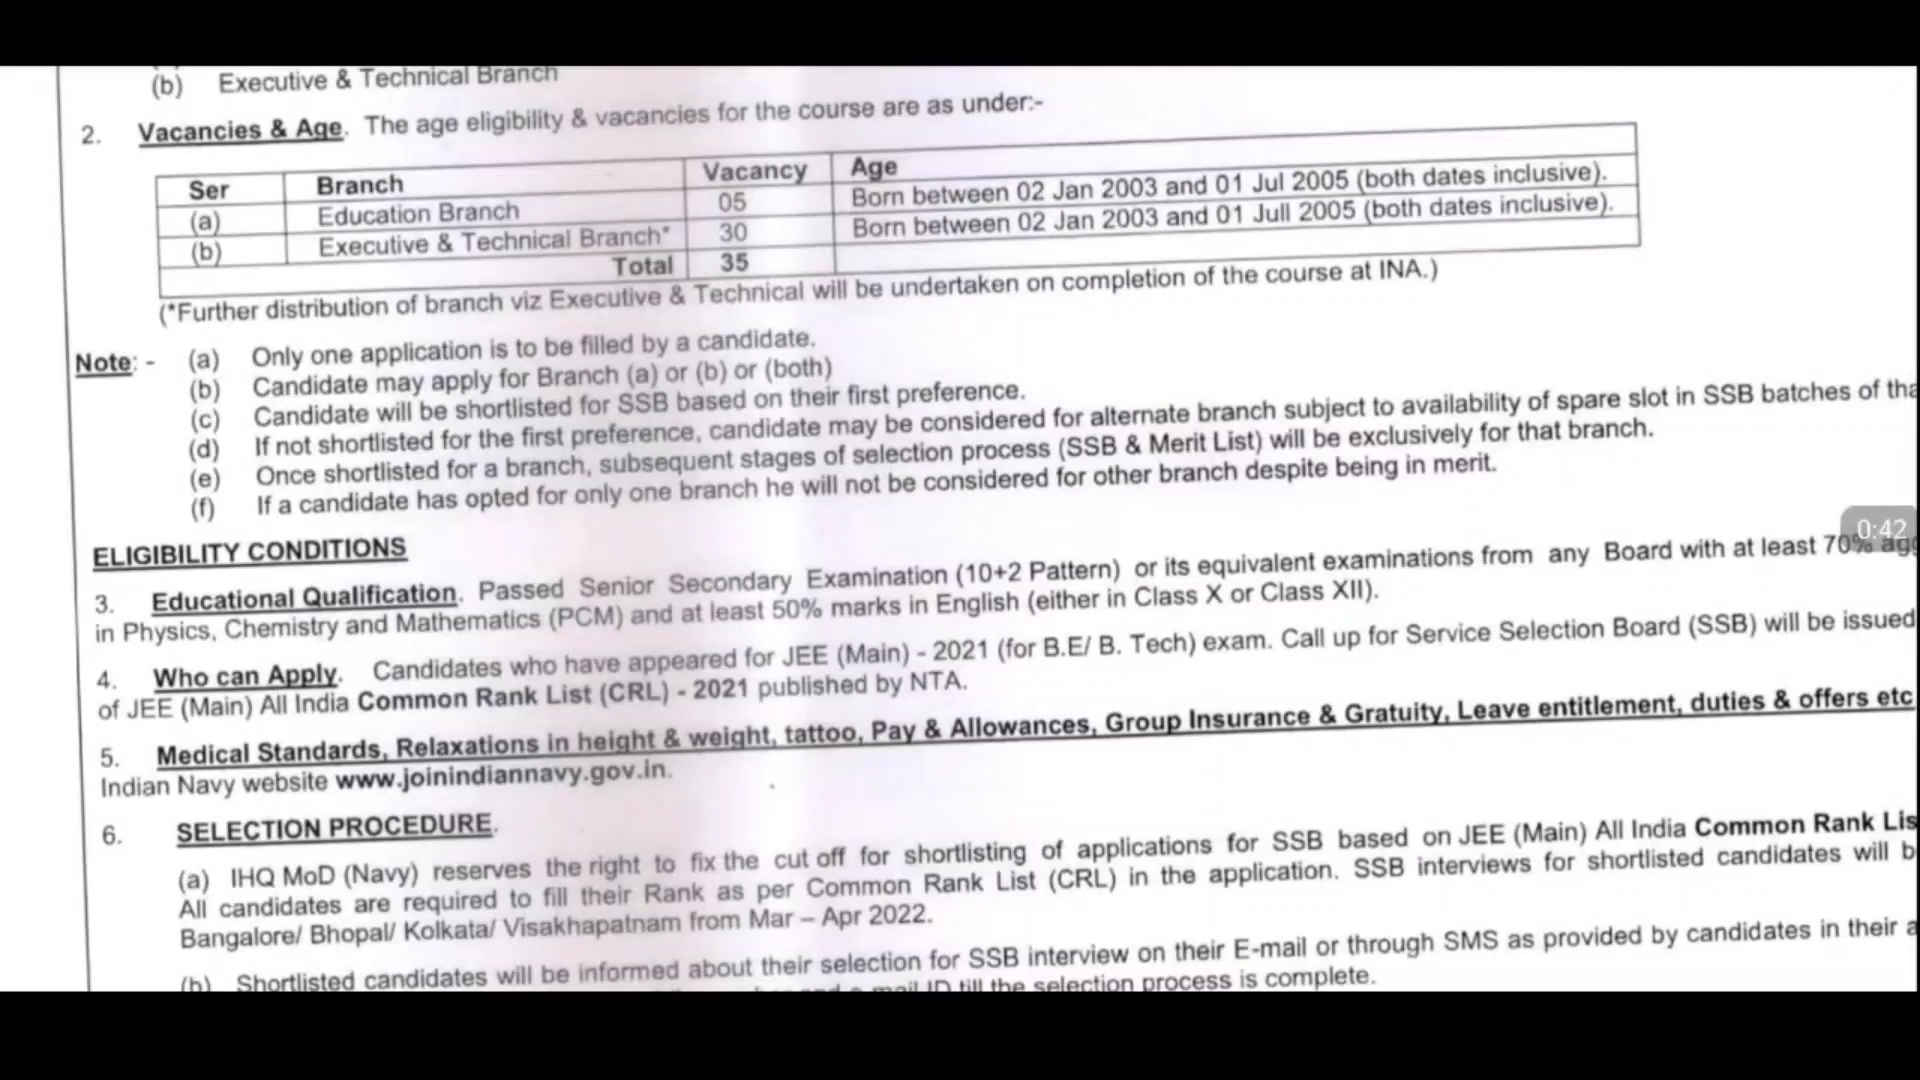 (b) Executive & Technical Branch
2. Vacancies & Age. The age eligibility & vacancies for the course are as under:-
Ser Branch Vacancy Age
(a) Education Branch 05 Born between 02 Jan 2003 and 01 Jul 2005 (both dates inclusive).
(b) Executive & Technical Branch* 30 Born between 02 Jan 2003 and 01 Jull 2005 (both dates inclusive).
Total 35
(*Further distribution of branch viz Executive & Technical will be undertaken on completion of the course at INA.)
Note: - (a) Only one application is to be filled by a candidate.
(b) Candidate may apply for Branch (a) or (b) or (both)
(c) Candidate will be shortlisted for SSB based on their first preference.
(d) If not shortlisted for the first preference, candidate may be considered for alternate branch subject to availability of spare slot in SSB batches of tha
(e) Once shortlisted for a branch, subsequent stages of selection process (SSB & Merit List) will be exclusively for that branch.
(f) If a candidate has opted for only one branch he will not be considered for other branch despite being in merit.
0:42
ELIGIBILITY CONDITIONS
3. Educational Qualification. Passed Senior Secondary Examination (10+2 Pattern) or its equivalent examinations from any Board with at least 70% agg
in Physics, Chemistry and Mathematics (PCM) and at least 50% marks in English (either in Class X or Class XII).
4. Who can Apply. Candidates who have appeared for JEE (Main) - 2021 (for B.E/ B. Tech) exam. Call up for Service Selection Board (SSB) will be issued
of JEE (Main) All India Common Rank List (CRL) - 2021 published by NTA.
5. Medical Standards, Relaxations in height & weight, tattoo, Pay & Allowances, Group Insurance & Gratuity, Leave entitlement, duties & offers etc
Indian Navy website www.joinindiannavy.gov.in.
6. SELECTION PROCEDURE.
(a) IHQ MoD (Navy) reserves the right to fix the cut off for shortlisting of applications for SSB based on JEE (Main) All India Common Rank Lis
All candidates are required to fill their Rank as per Common Rank List (CRL) in the application. SSB interviews for shortlisted candidates will b
Bangalore/ Bhopal/ Kolkata/ Visakhapatnam from Mar – Apr 2022.
(b) Shortlisted candidates will be informed about their selection for SSB interview on their E-mail or through SMS as provided by candidates in their a
ID till the selection process is complete.